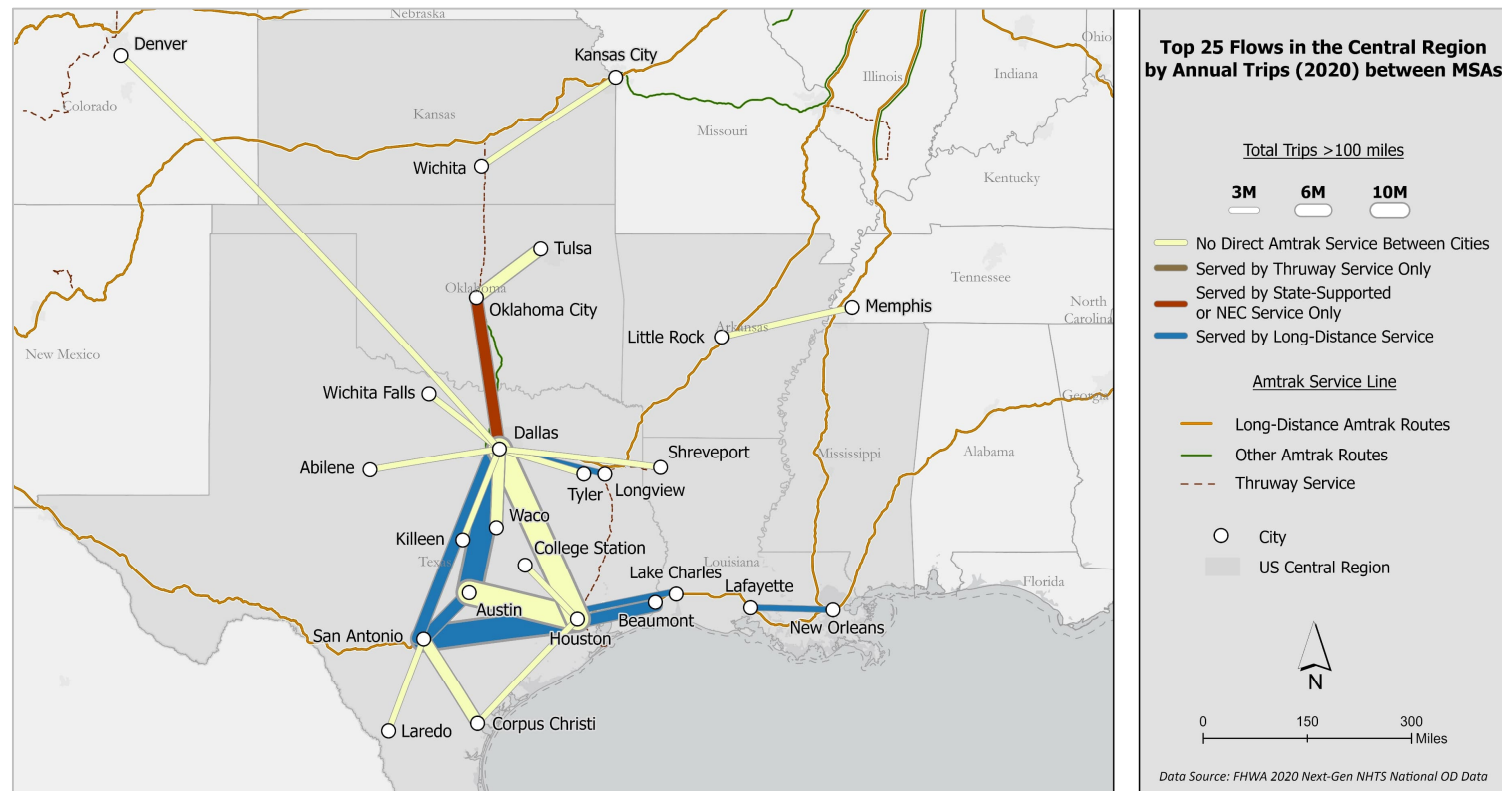 Nebraska
Denver
Kansas City
Ohio
Illinois
Indiana
Colorado
Kansas
Missouri
Wichita
Kentucky
Tulsa
Tennessee
Oklahoma
Oklahoma City
Memphis
North
Carolina
Arkansas
Little Rock
New Mexico
Wichita Falls
Georgia
Dallas
Shreveport
Mississippi
Alabama
Abilene
Tyler
Longview
Waco
Killeen
College Station
Texas
Louisiana
Lake Charles
Lafayette
Florida
Austin
Beaumont
New Orleans
San Antonio
Houston
Corpus Christi
Laredo
Top 25 Flows in the Central Region
by Annual Trips (2020) between MSAs
Total Trips >100 miles
3M 6M 10M
No Direct Amtrak Service Between Cities
Served by Thruway Service Only
Served by State-Supported
or NEC Service Only
Served by Long-Distance Service
Amtrak Service Line
Long-Distance Amtrak Routes
Other Amtrak Routes
Thruway Service
City
US Central Region
N
0 150 300
Miles
Data Source: FHWA 2020 Next-Gen NHTS National OD Data